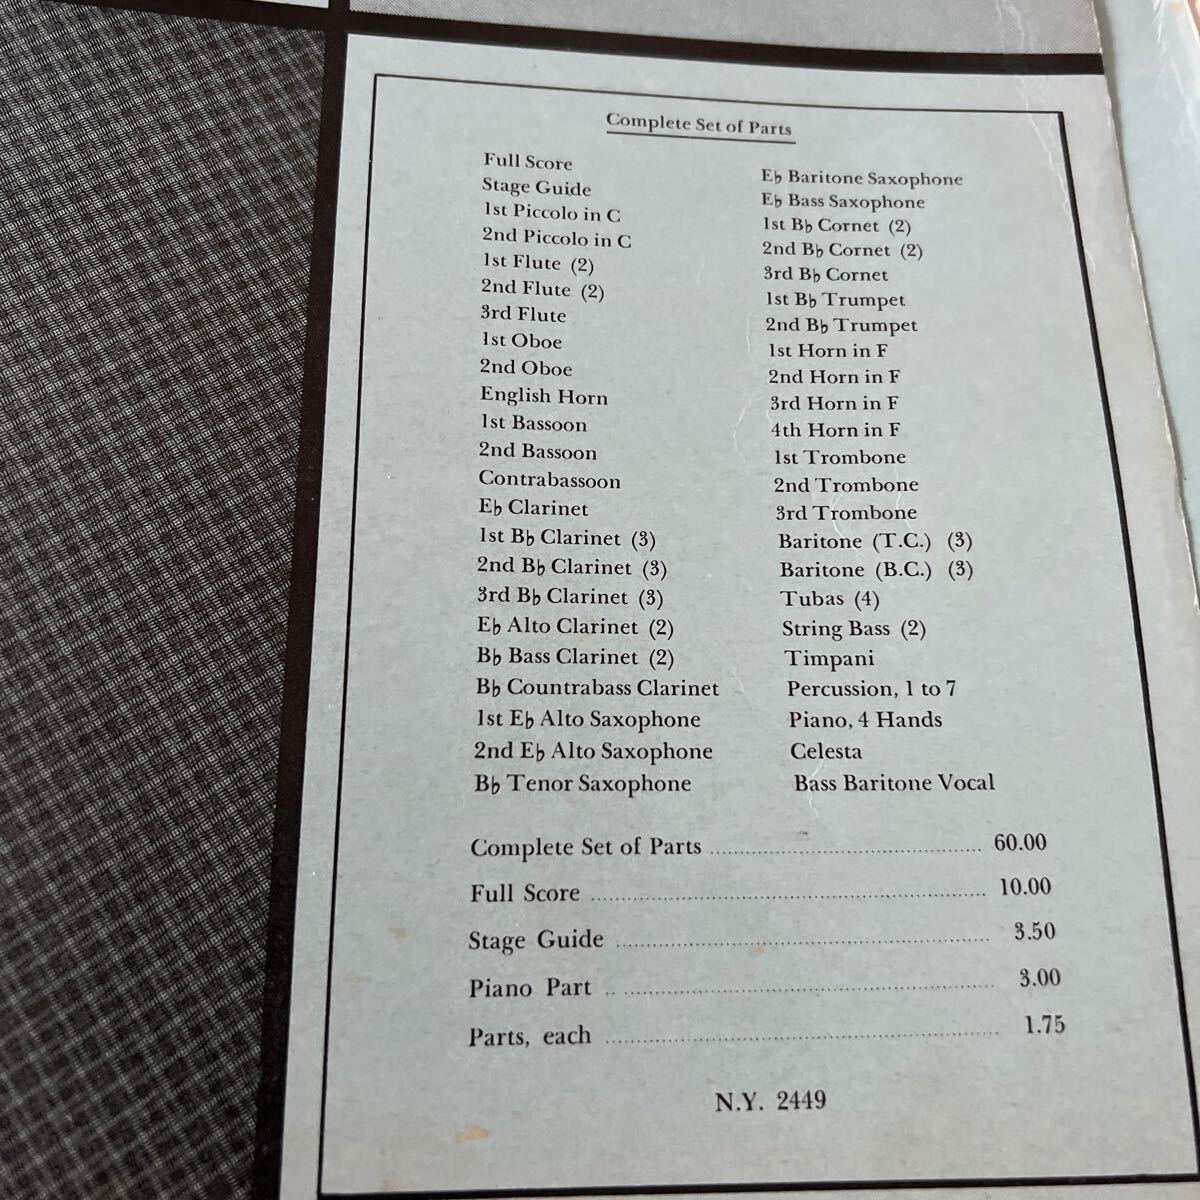 Complete Set of Parts
Full Score
Stage Guide
1st Piccolo in C
2nd Piccolo in C
1st Flute (2)
2nd Flute (2)
3rd Flute
1st Oboe
2nd Oboe
English Horn
1st Bassoon
2nd Bassoon
Contrabassoon
E♭ Clarinet
1st B♭ Clarinet (3)
2nd B♭ Clarinet (3)
3rd B♭ Clarinet (3)
E♭ Alto Clarinet (2)
B♭ Bass Clarinet (2)
B♭ Countrabass Clarinet
1st E♭ Alto Saxophone
2nd E♭ Alto Saxophone
B♭ Tenor Saxophone
E♭ Baritone Saxophone
E♭ Bass Saxophone
1st B♭ Cornet (2)
2nd B♭ Cornet (2)
3rd B♭ Cornet
1st B♭ Trumpet
2nd B♭ Trumpet
1st Horn in F
2nd Horn in F
3rd Horn in F
4th Horn in F
1st Trombone
2nd Trombone
3rd Trombone
Baritone (T.C.) (3)
Baritone (B.C.) (3)
Tubas (4)
String Bass (2)
Timpani
Percussion, 1 to 7
Piano, 4 Hands
Celesta
Bass Baritone Vocal
Complete Set of Parts 60.00
Full Score 10.00
Stage Guide 3.50
Piano Part 3.00
Parts, each 1.75
N.Y. 2449